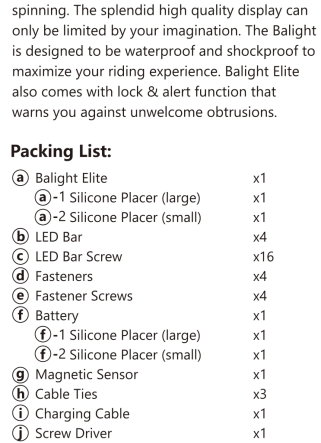 spinning. The splendid high quality display can
only be limited by your imagination. The Balight
is designed to be waterproof and shockproof to
maximize your riding experience. Balight Elite
also comes with lock & alert function that
warns you against unwelcome obtrusions.
Packing List:
ⓐ Balight Elite x1
ⓐ-1 Silicone Placer (large) x1
ⓐ-2 Silicone Placer (small) x1
ⓑ LED Bar x4
ⓒ LED Bar Screw x16
ⓓ Fasteners x4
ⓔ Fastener Screws x4
ⓕ Battery x1
ⓕ-1 Silicone Placer (large) x1
ⓕ-2 Silicone Placer (small) x1
ⓖ Magnetic Sensor x1
ⓗ Cable Ties x3
ⓘ Charging Cable x1
ⓙ Screw Driver x1